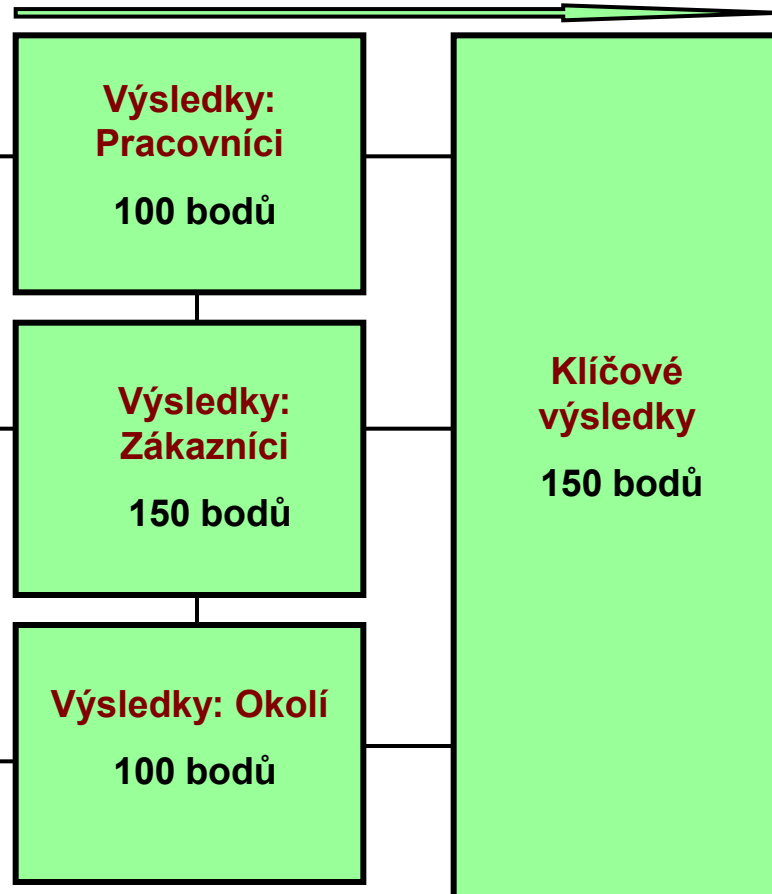 Výsledky:
Pracovníci
100 bodů
Výsledky:
Zákazníci
150 bodů
Výsledky: Okolí
100 bodů
Klíčové
výsledky
150 bodů